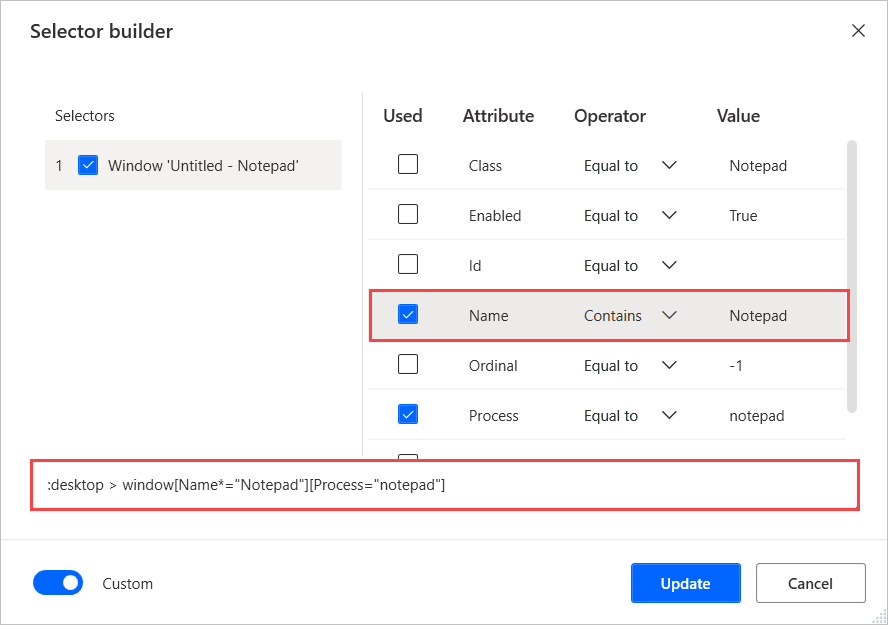 Selector builder
Selectors
1 Window 'Untitled - Notepad'
Used Attribute Operator Value
Class Equal to Notepad
Enabled Equal to True
Id Equal to
Name Contains Notepad
Ordinal Equal to -1
Process Equal to notepad
:desktop > window[Name*="Notepad"][Process="notepad"]
Custom
Update
Cancel